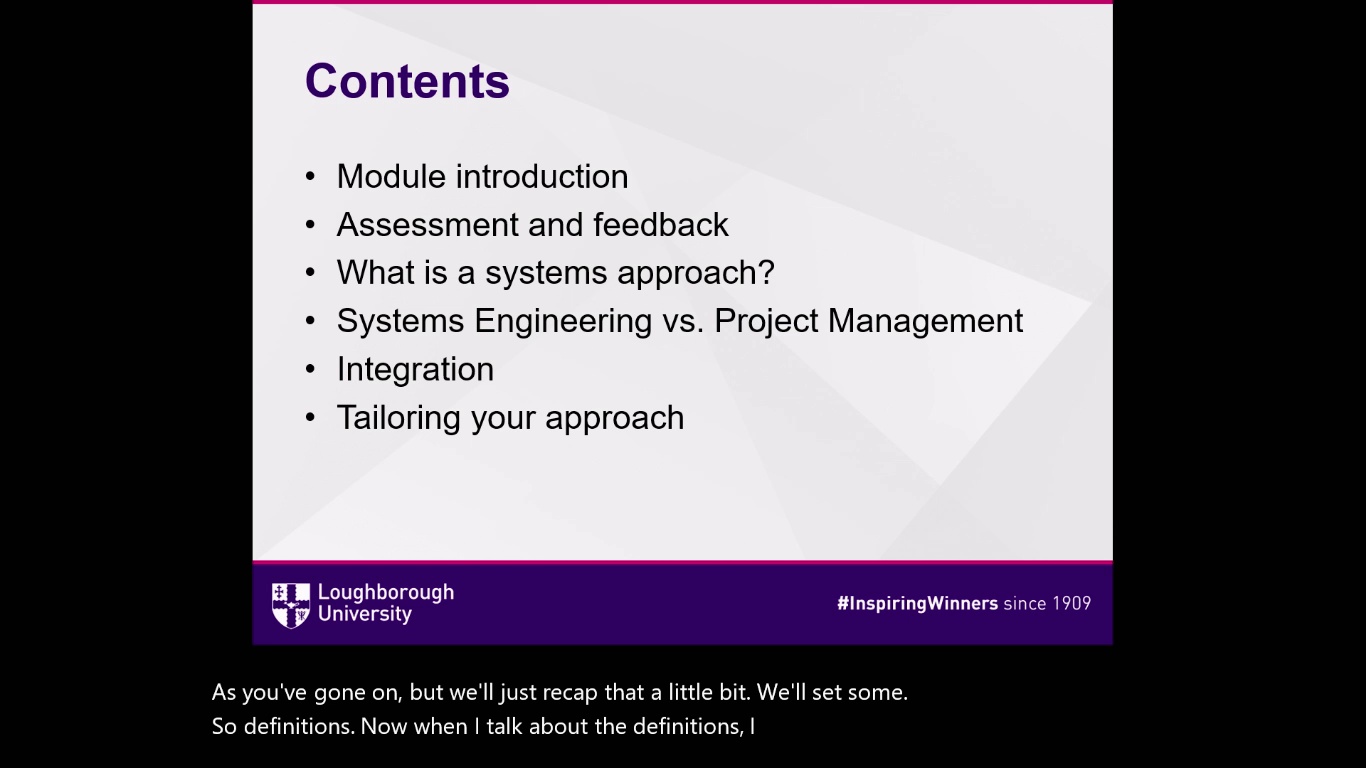 Contents
• Module introduction
• Assessment and feedback
• What is a systems approach?
• Systems Engineering vs. Project Management
• Integration
• Tailoring your approach
Loughborough
University
#InspiringWinners since 1909
As you've gone on, but we'll just recap that a little bit. We'll set some.
So definitions. Now when I talk about the definitions, I